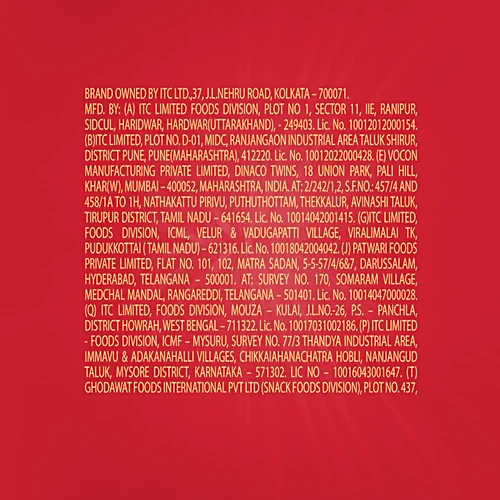 BRAND OWNED BY ITC LTD.,37, J.L.NEHRU ROAD, KOLKATA – 700071.
MFD. BY: (A) ITC LIMITED FOODS DIVISION, PLOT NO 1, SECTOR 11, IIE, RANIPUR,
SIDCUL, HARIDWAR, HARDWAR(UTTARAKHAND), - 249403. Lic. No. 10012012000154.
(B)ITC LIMITED, PLOT NO. D-01, MIDC, RANJANGAON INDUSTRIAL AREA TALUK SHIRUR,
DISTRICT PUNE, PUNE(MAHARASHTRA), 412220. Lic. No. 10012022000428. (E) VOCON
MANUFACTURING PRIVATE LIMITED, DINACO TWINS, 18 UNION PARK, PALI HILL,
KHAR(W), MUMBAI – 400052, MAHARASHTRA, INDIA. AT: 2/242/1,2, S.F.NO.: 457/4 AND
458/1A TO 1H, NATHAKATTU PIRIVU, PUTHUTHOTTAM, THEKKALUR, AVINASHI TALUK,
TIRUPUR DISTRICT, TAMIL NADU – 641654. Lic. No. 10014042001415. (G)ITC LIMITED,
FOODS DIVISION, ICML, VELUR & VADUGAPATTI VILLAGE, VIRALIMALAI TK,
PUDUKKOTTAI ( TAMIL NADU) – 621316. Lic. No. 10018042004042. (J) PATWARI FOODS
PRIVATE LIMITED, FLAT NO. 101, 102, MATRA SADAN, 5-5-57/4/6&7, DARUSSALAM,
HYDERABAD, TELANGANA – 500001. AT: SURVEY NO. 170, SOMARAM VILLAGE,
MEDCHAL MANDAL, RANGAREDDI, TELANGANA – 501401. Lic. No. 10014047000028.
(Q) ITC LIMITED, FOODS DIVISION, MOUZA – KULAI, J.L.NO.-26, P.S. – PANCHLA,
DISTRICT HOWRAH, WEST BENGAL – 711322. Lic. No. 10017031002186. (P) ITC LIMITED
- FOODS DIVISION, ICMF – MYSURU, SURVEY NO. 77/3 THANDYA INDUSTRIAL AREA,
IMMAVU & ADAKANAHALLI VILLAGES, CHIKKAIAHANACHATRA HOBLI, NANJANGUD
TALUK, MYSORE DISTRICT, KARNATAKA – 571302. LIC NO – 10016043001647. (T)
GHODAWAT FOODS INTERNATIONAL PVT LTD (SNACK FOODS DIVISION), PLOT NO. 437,